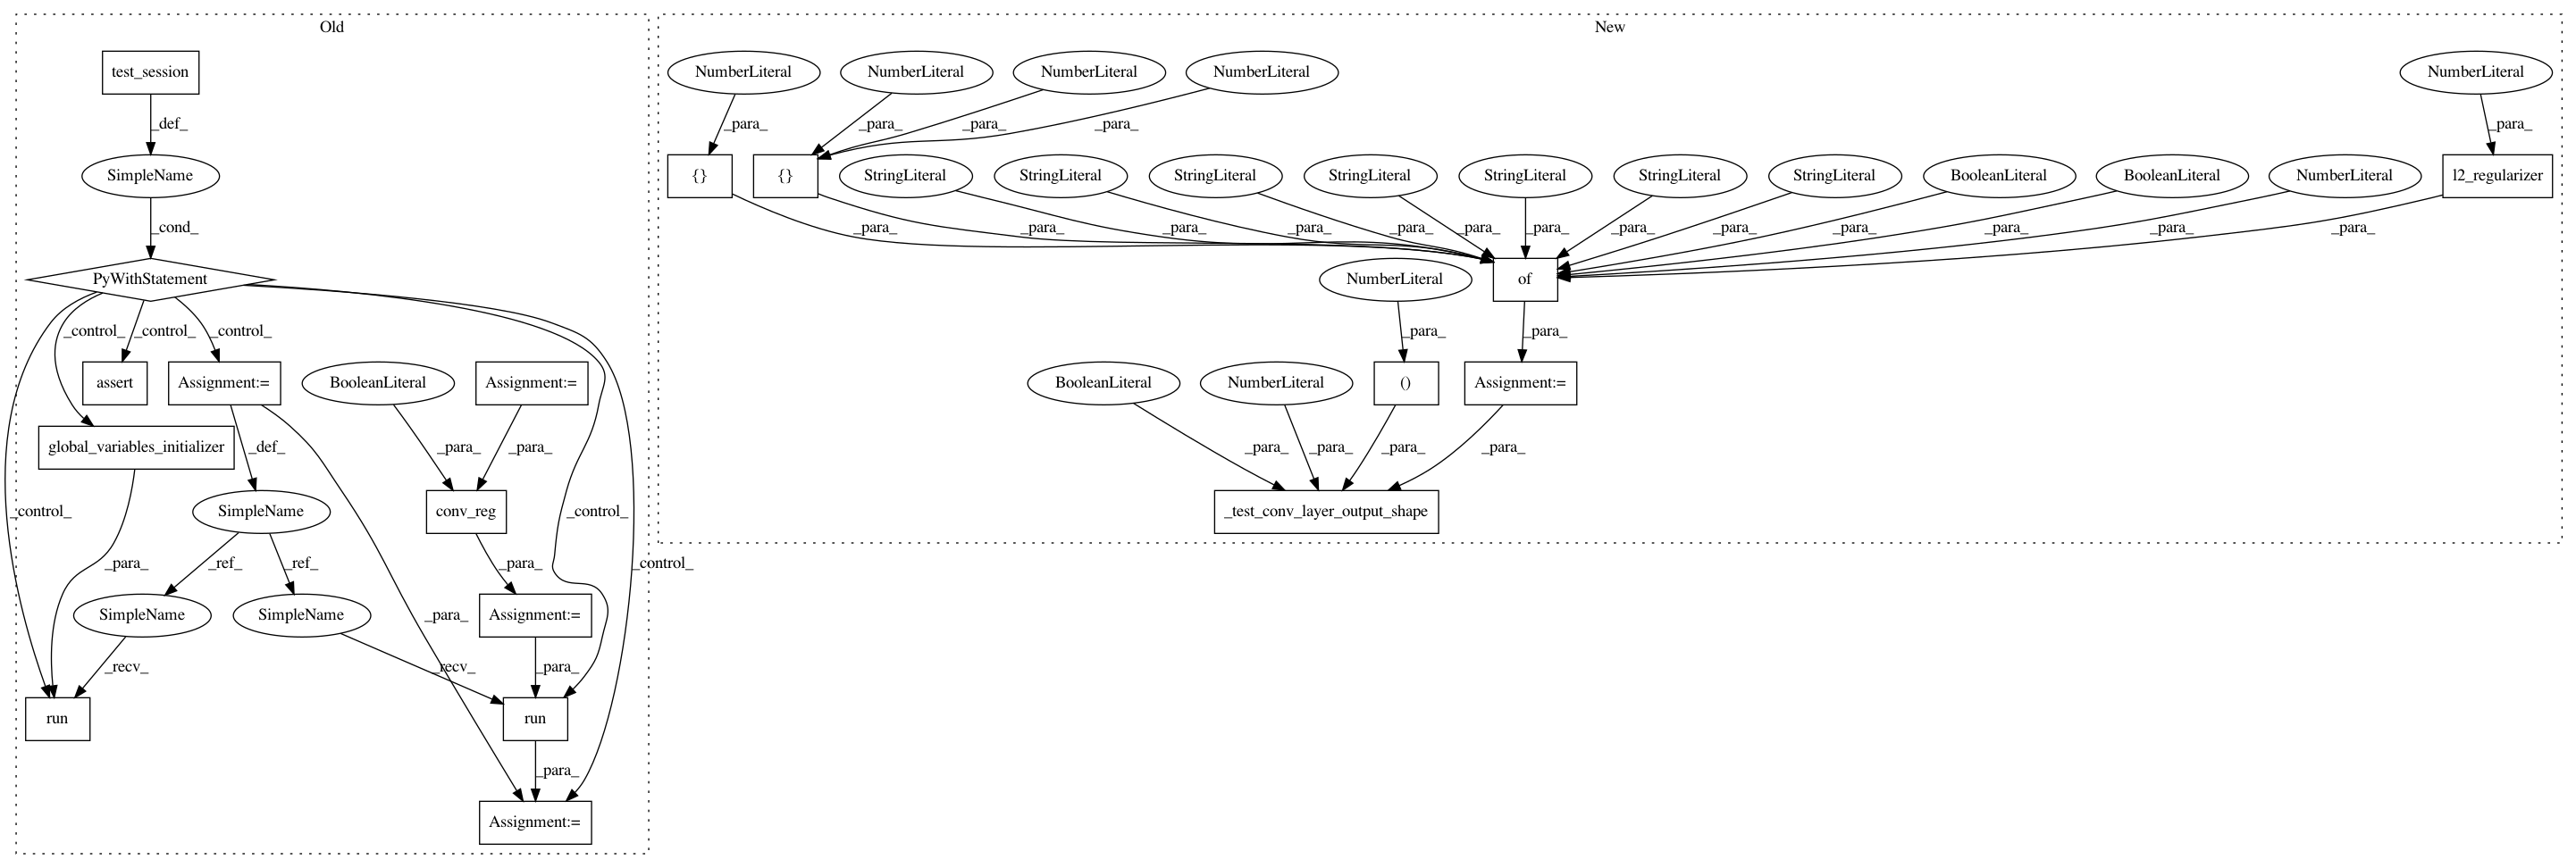 Old
New
test_session
NumberLiteral
NumberLiteral
NumberLiteral
NumberLiteral
NumberLiteral
_def_
_para_
_para_
_para_
_para_
_para_
SimpleName
{}
{}
StringLiteral
StringLiteral
StringLiteral
StringLiteral
StringLiteral
StringLiteral
StringLiteral
BooleanLiteral
BooleanLiteral
NumberLiteral
l2_regularizer
_cond_
_para_
_para_
_para_
_para_
_para_
_para_
_para_
_para_
_para_
_para_
_para_
_para_
_para_
PyWithStatement
NumberLiteral
of
_control_
_control_
_control_
_para_
_para_
assert
Assignment:=
BooleanLiteral
Assignment:=
BooleanLiteral
NumberLiteral
()
Assignment:=
global_variables_initializer
_def_
_para_
_para_
_para_
_para_
_para_
_para_
_control_
SimpleName
conv_reg
_control_
_test_conv_layer_output_shape
_para_
_ref_
_ref_
_para_
_control_
SimpleName
SimpleName
_para_
Assignment:=
_recv_
_recv_
_para_
run
run
_para_
Assignment:=